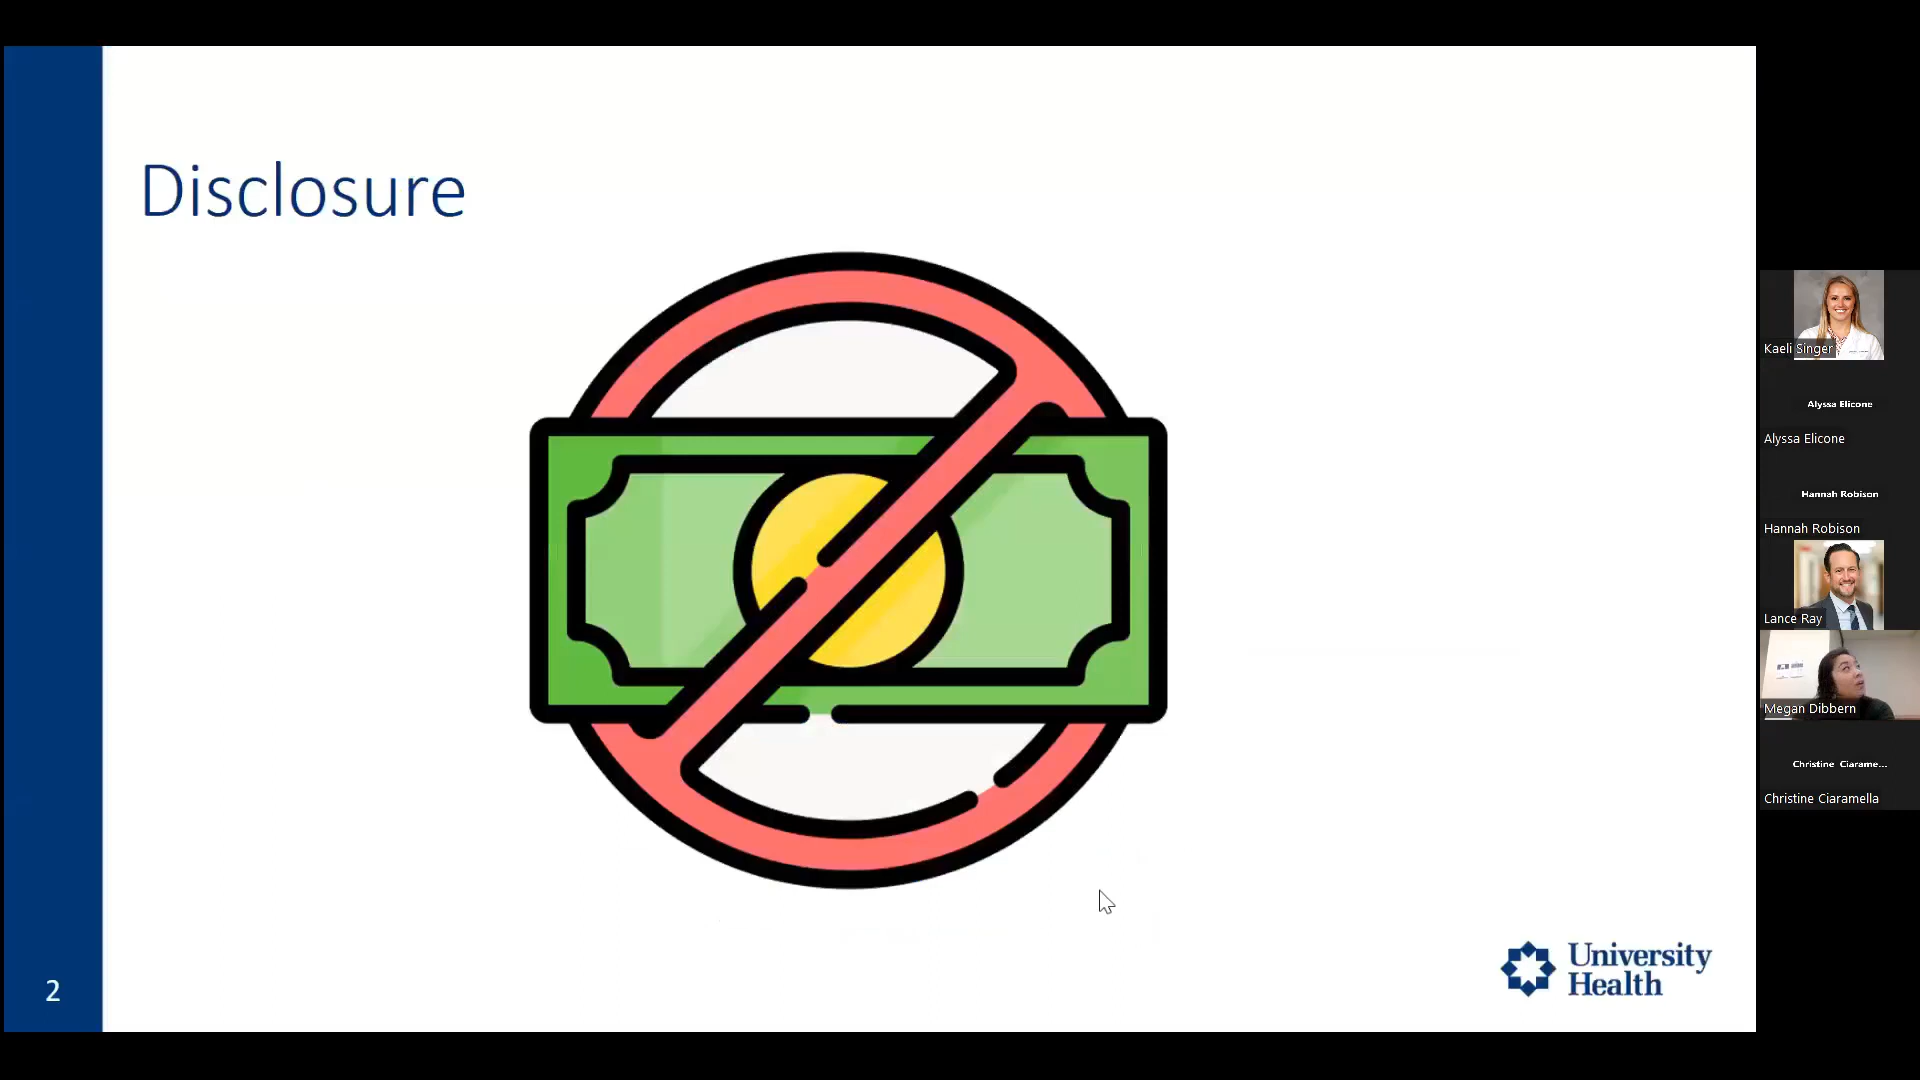 Disclosure
2
University
Health
Kaeli Singer
Alyssa Elicone
Alyssa Elicone
Hannah Robison
Hannah Robison
Lance Ray
Megan Dibbern
Christine Ciarame...
Christine Ciaramella